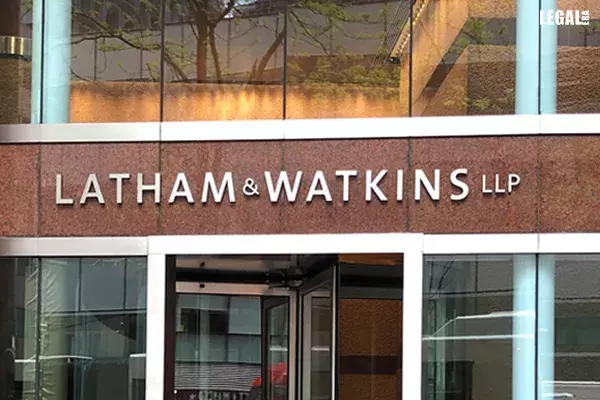 LEGAL ERA
LATHAM & WATKINS LLP